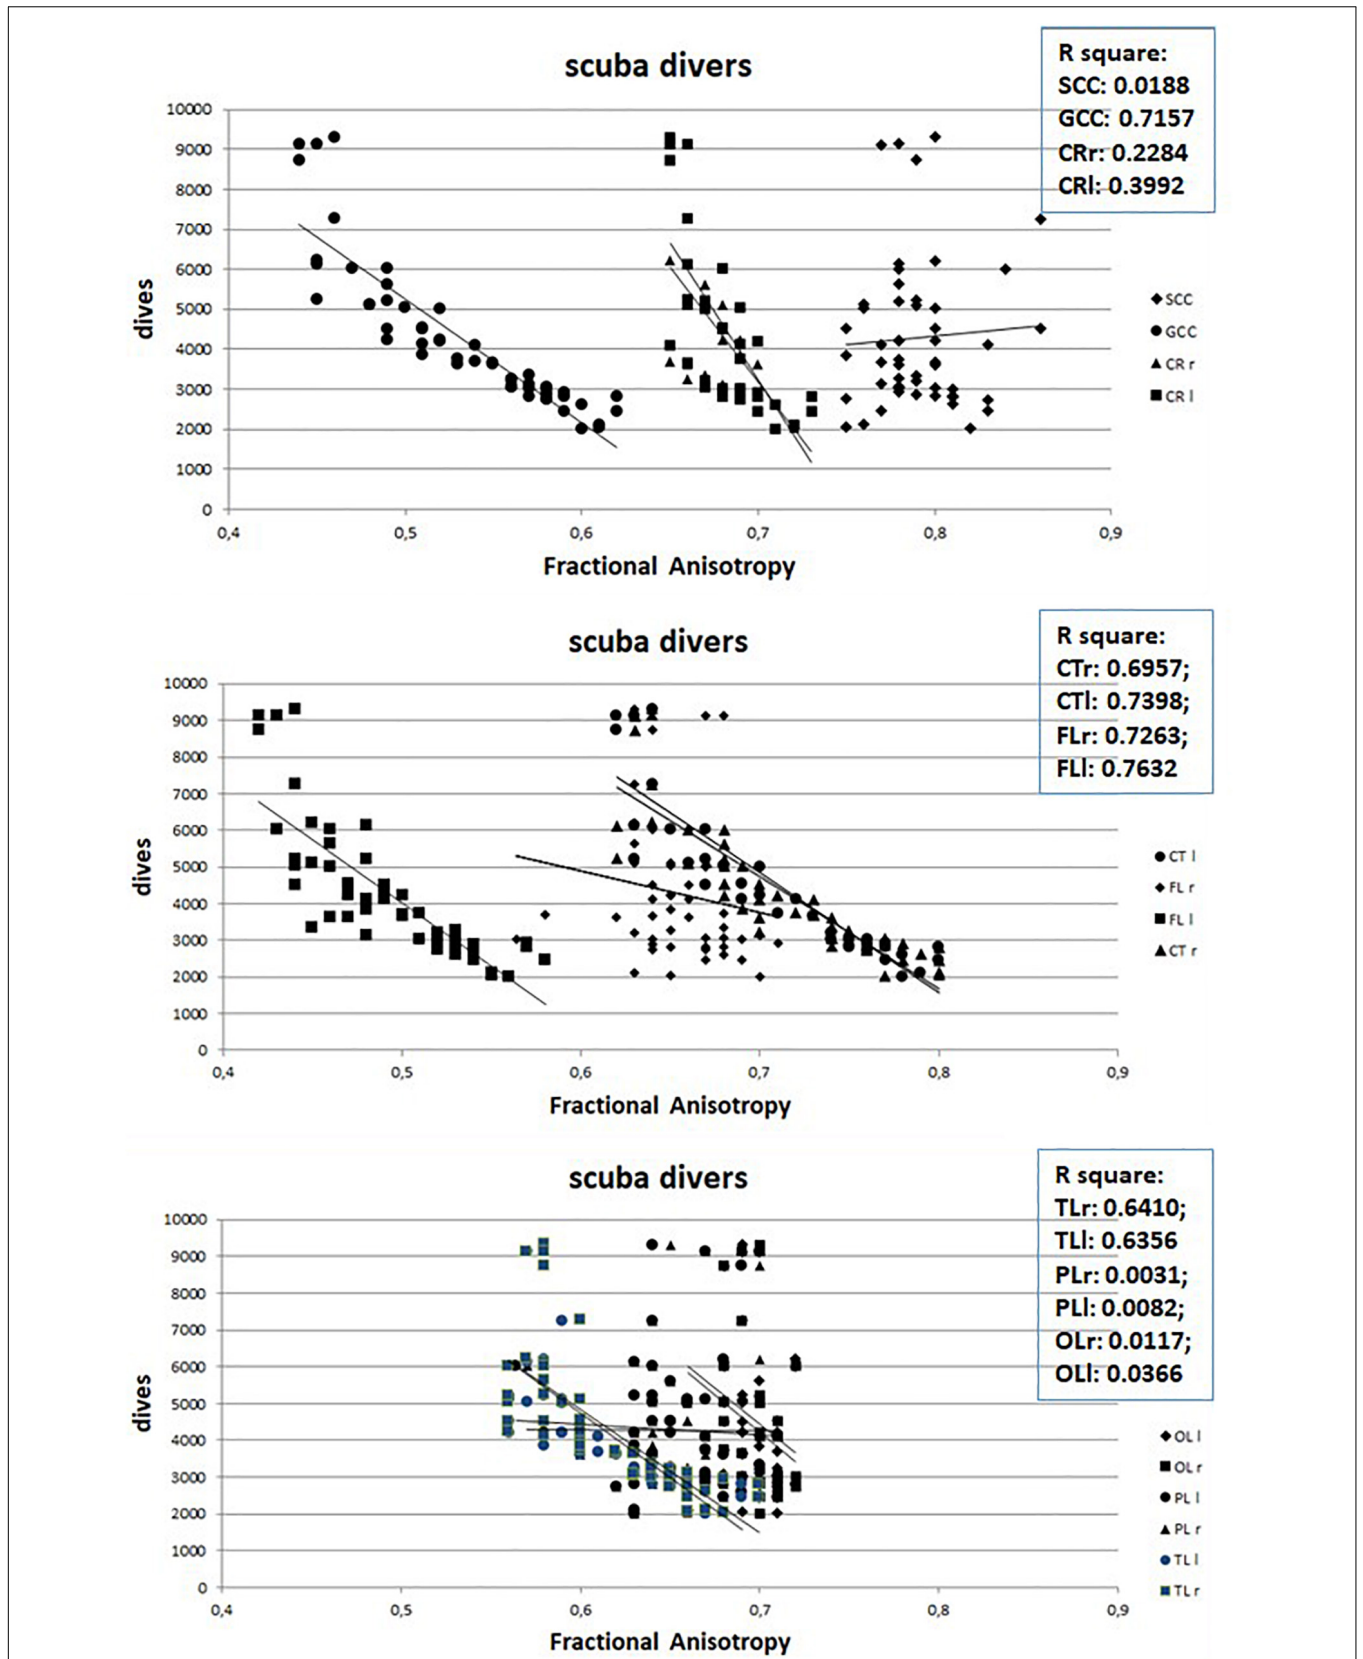 scuba divers
R square:
SCC: 0.0188
GCC: 0.7157
CRr: 0.2284
CRl: 0.3992
10000
9000
8000
7000
6000
5000
4000
3000
2000
1000
0
dives
0,4 0,5 0,6 0,7 0,8 0,9
Fractional Anisotropy
SCC
GCC
CR r
CR l
scuba divers
R square:
CTr: 0.6957;
CTl: 0.7398;
FLr: 0.7263;
FLl: 0.7632
10000
9000
8000
7000
6000
5000
4000
3000
2000
1000
0
dives
0,4 0,5 0,6 0,7 0,8 0,9
Fractional Anisotropy
CT l
FL r
FL l
CT r
scuba divers
R square:
TLr: 0.6410;
TLl: 0.6356
PLr: 0.0031;
PLl: 0.0082;
OLr: 0.0117;
OLl: 0.0366
10000
9000
8000
7000
6000
5000
4000
3000
2000
1000
0
dives
0,4 0,5 0,6 0,7 0,8 0,9
Fractional Anisotropy
OL l
OL r
PL l
PL r
TL l
TL r